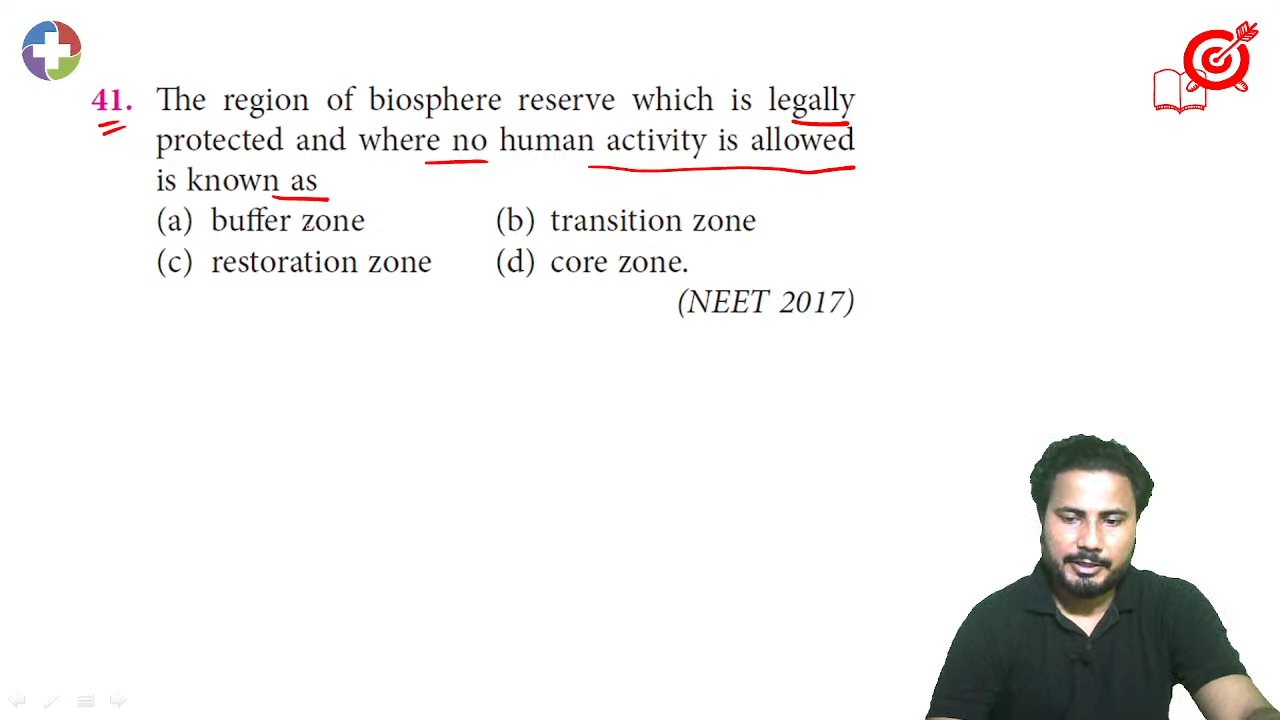 41. The region of biosphere reserve which is legally
protected and where no human activity is allowed
is known as
(a) buffer zone (b) transition zone
(c) restoration zone (d) core zone.
(NEET 2017)